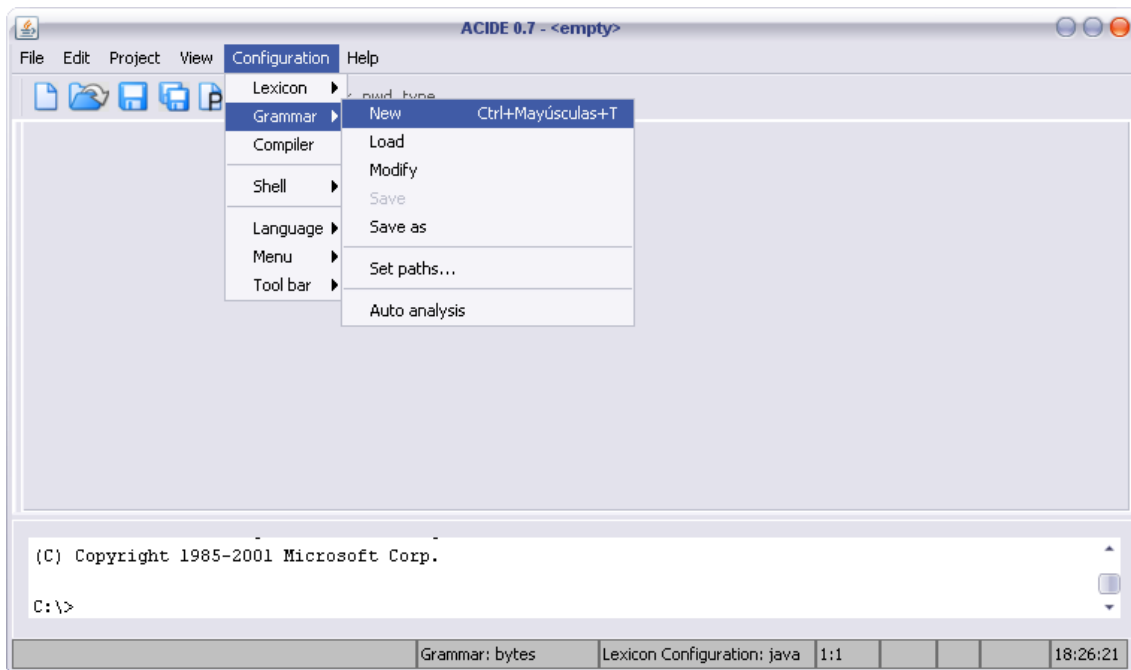 ACIDE 0.7 - <empty>
File Edit Project View Configuration Help
P pwd type
Lexicon
Grammar
Compiler
Shell
Language
Menu
Tool bar
New Ctrl+Mayúsculas+T
Load
Modify
Save
Save as
Set paths...
Auto analysis
(C) Copyright 1985-2001 Microsoft Corp.
C:\>
Grammar: bytes Lexicon Configuration: java 1:1 18:26:21